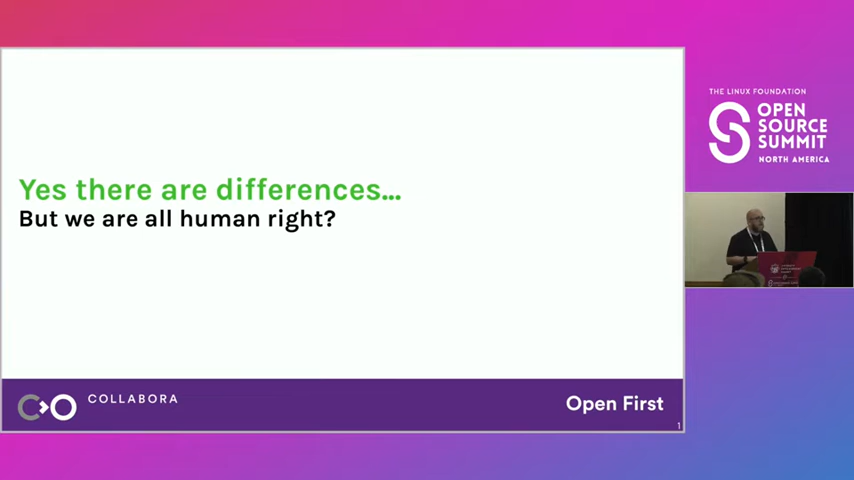 Yes there are differences...
But we are all human right?
COLLABORA
Open First
1
THE LINUX FOUNDATION
OPEN
SOURCE
SUMMIT
NORTH AMERICA